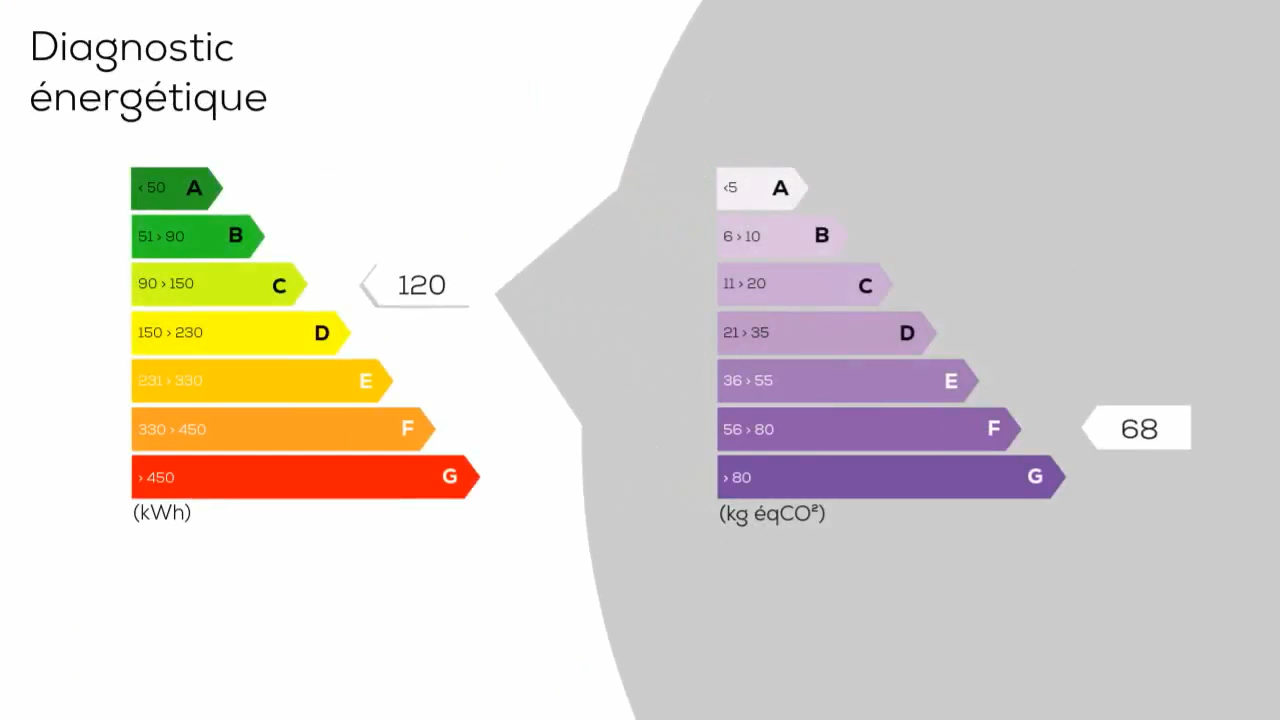 Diagnostic
énergétique
< 50 A
51 > 90 B
90 > 150 C
120
150 > 230 D
231 > 330 E
330 > 450 F
> 450 G
(kWh)
<5 A
6 > 10 B
11 > 20 C
21 > 35 D
36 > 55 E
56 > 80 F
68
> 80 G
(kg éqCO²)